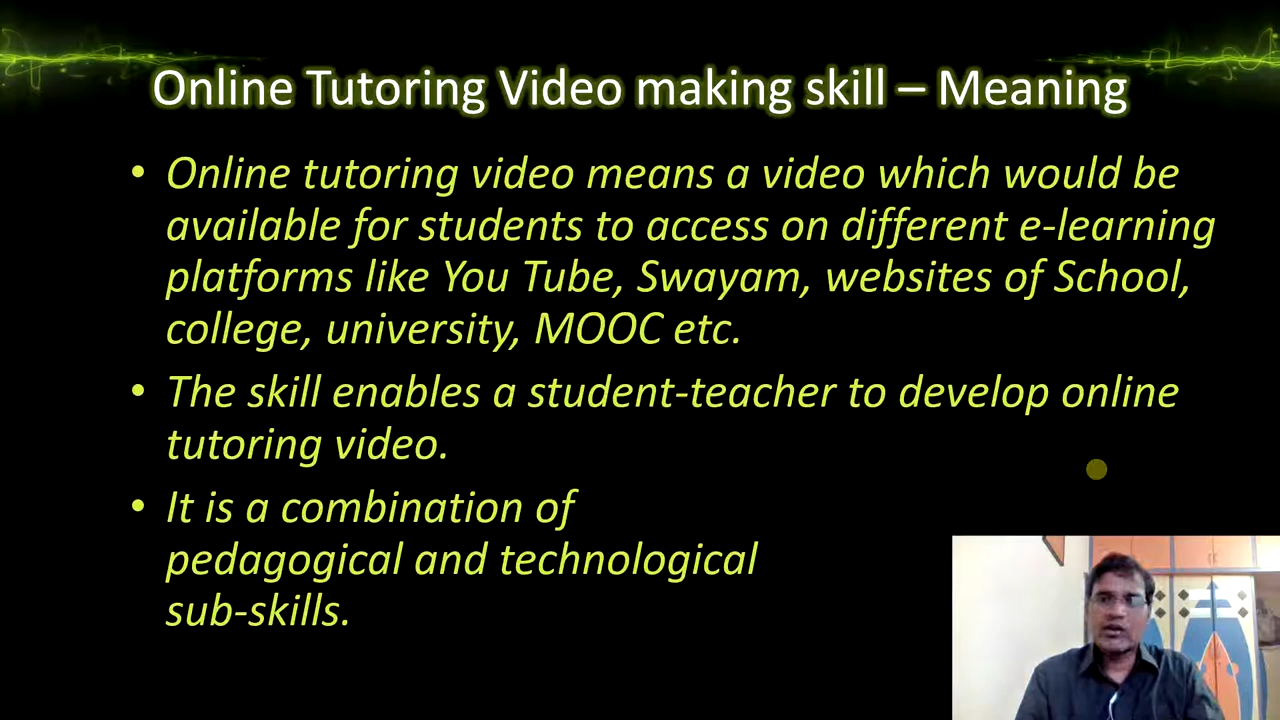 Online Tutoring Video making skill – Meaning
• Online tutoring video means a video which would be
available for students to access on different e-learning
platforms like You Tube, Swayam, websites of School,
college, university, MOOC etc.
• The skill enables a student-teacher to develop online
tutoring video.
• It is a combination of
pedagogical and technological
sub-skills.